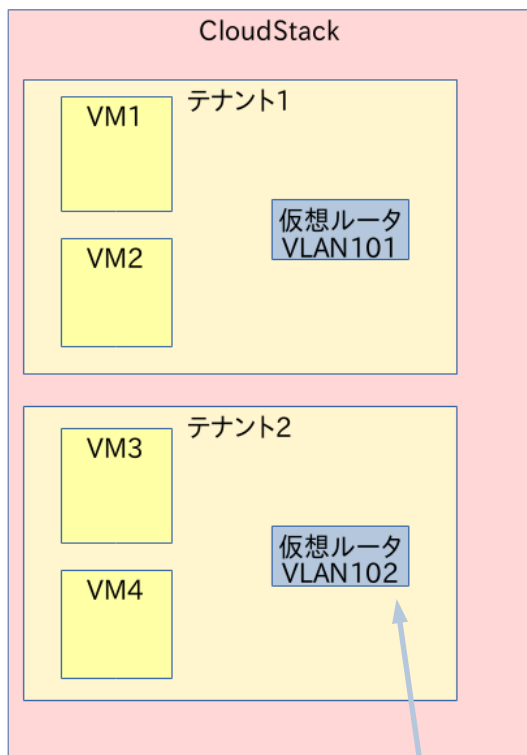 CloudStack
テナント1
VM1
仮想ルータ
VLAN101
VM2
テナント2
VM3
仮想ルータ
VLAN102
VM4